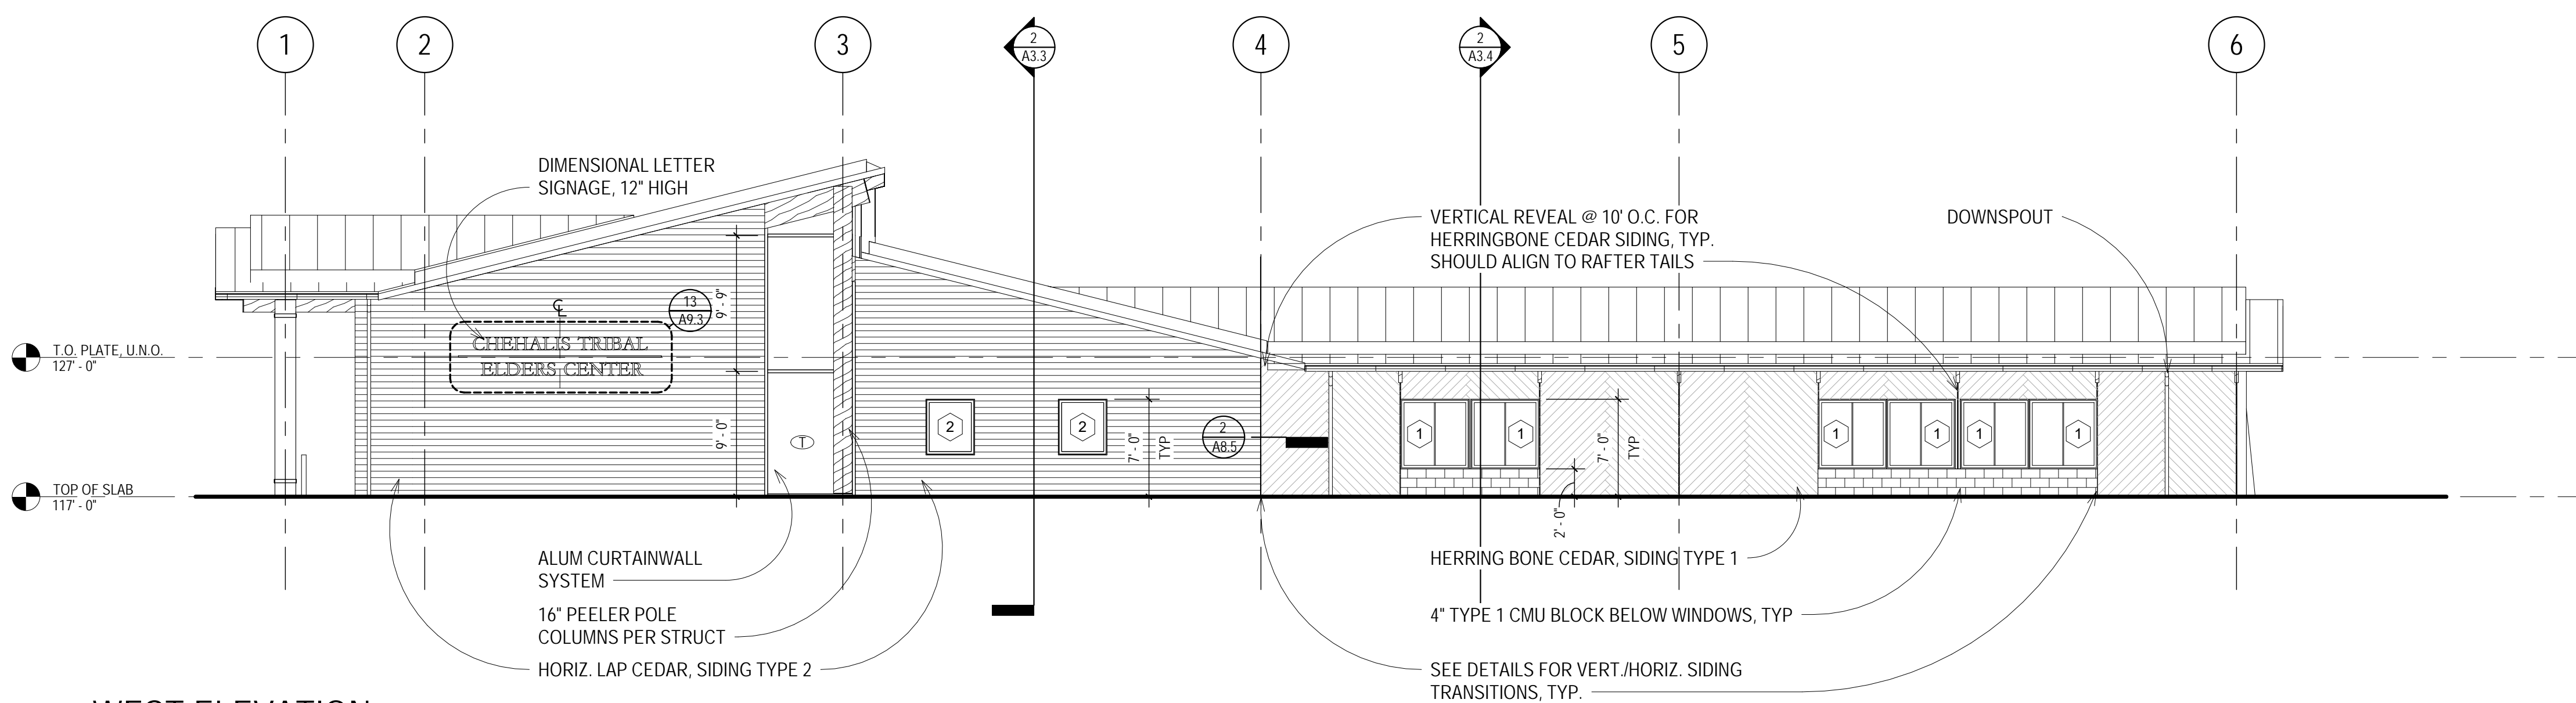 1
2
3
2
A3.3
4
2
A3.4
5
6
DIMENSIONAL LETTER
SIGNAGE, 12" HIGH
VERTICAL REVEAL @ 10' O.C. FOR
HERRINGBONE CEDAR SIDING, TYP.
SHOULD ALIGN TO RAFTER TAILS
DOWNSPOUT
13
A9.3
9' - 9"
CHEHALIS TRIBAL
ELDERS CENTER
T.O. PLATE, U.N.O.
127' - 0"
9' - 0"
T
2
2
7' - 0"
TYP
2
A8.5
1
1
7' - 0"
TYP
1
1
1
1
TOP OF SLAB
117' - 0"
2' - 0"
ALUM CURTAINWALL
SYSTEM
16" PEELER POLE
COLUMNS PER STRUCT
HORIZ. LAP CEDAR, SIDING TYPE 2
HERRING BONE CEDAR, SIDING TYPE 1
4" TYPE 1 CMU BLOCK BELOW WINDOWS, TYP
SEE DETAILS FOR VERT./HORIZ. SIDING
TRANSITIONS, TYP.
WEST ELEVATION